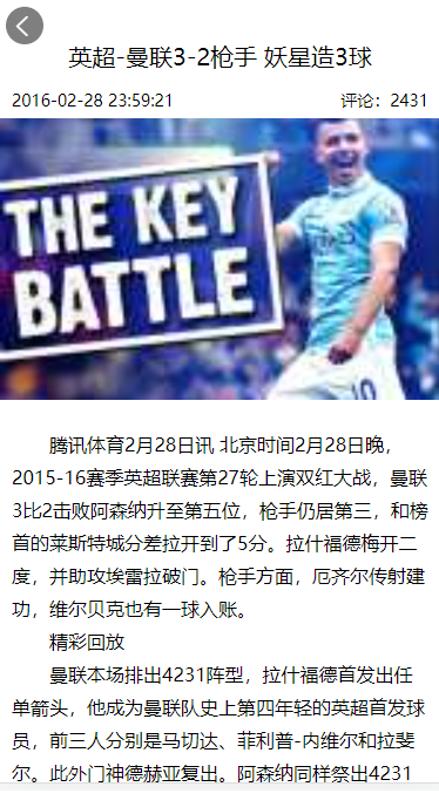 英超-曼联3-2枪手 妖星造3球
2016-02-28 23:59:21 评论：2431
THE KEY
BATTLE
10
腾讯体育2月28日讯 北京时间2月28日晚，
2015-16赛季英超联赛第27轮上演双红大战，曼联
3比2击败阿森纳升至第五位，枪手仍居第三，和榜
首的莱斯特城分差拉开到了5分。拉什福德梅开二
度，并助攻埃雷拉破门。枪手方面，厄齐尔传射建
功，维尔贝克也有一球入账。
精彩回放
曼联本场排出4231阵型，拉什福德首发出任
单箭头，他成为曼联队史上第四年轻的英超首发球
员，前三人分别是马切达、菲利普-内维尔和拉斐
尔。此外门神德赫亚复出。阿森纳同样祭出4231